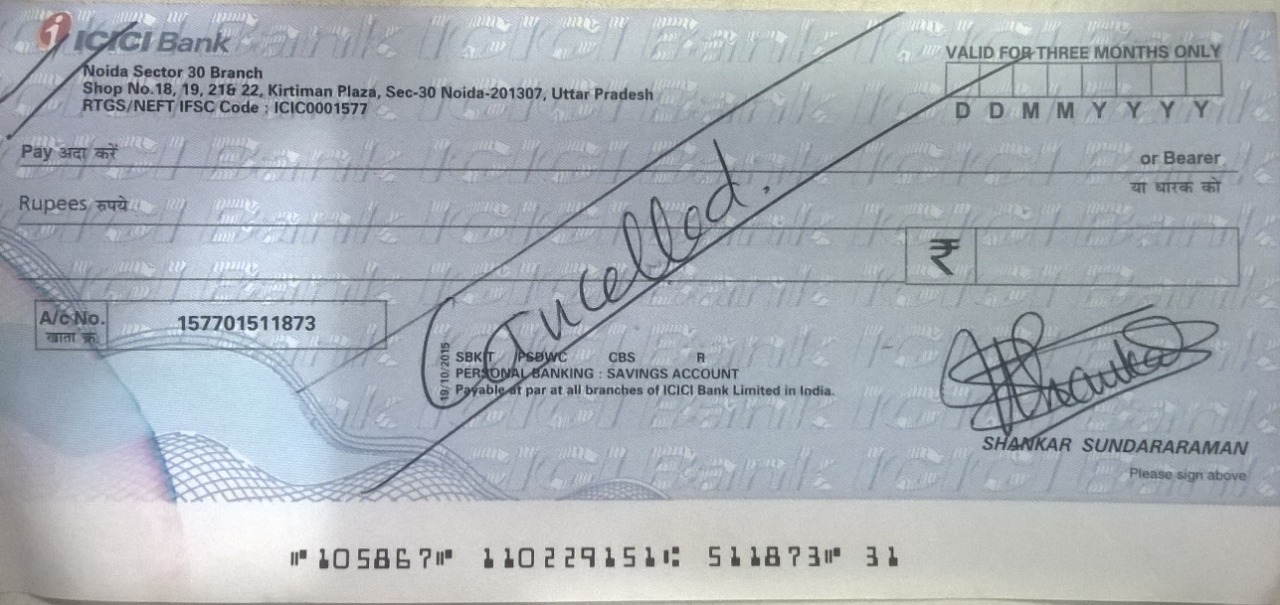 ICICI Bank
Noida Sector 30 Branch
Shop No.18, 19, 21& 22, Kirtiman Plaza, Sec-30 Noida-201307, Uttar Pradesh
RTGS/NEFT IFSC Code : ICIC0001577
VALID FOR THREE MONTHS ONLY
D D M M Y Y Y Y
Pay अदा करें
or Bearer
या धारक को
Rupees रुपये
₹
Cancelled.
A/c No.
खाता क्र.
157701511873
19/10/2015
SBKIT PSBWC CBS R
PERSONAL BANKING : SAVINGS ACCOUNT
Payable at par at all branches of ICICI Bank Limited in India.
SHANKAR SUNDARARAMAN
Please sign above
⑈105867⑈ 110229151⑆ 511873⑈ 31